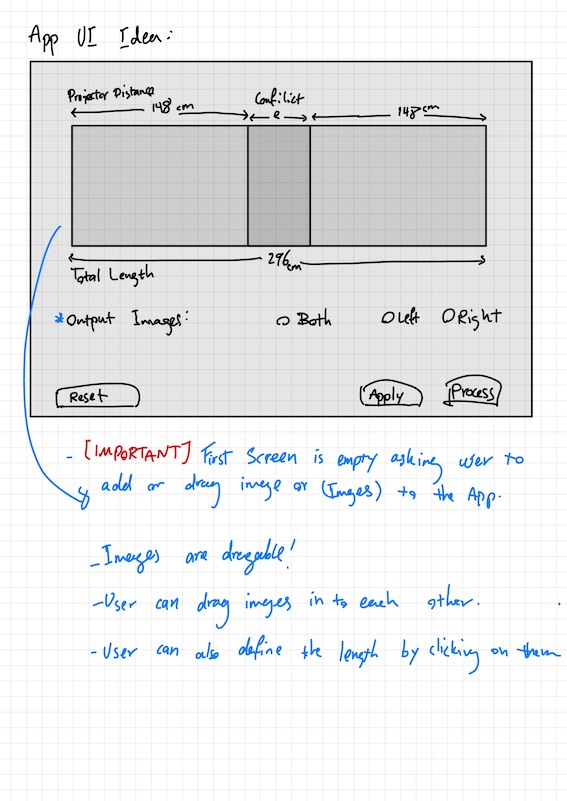 App UI Idea:
Projector Distance
Conflict
148 cm
e
148 cm
296 cm
Total Length
* Output Images: Both Left Right
Reset Apply Process
- [IMPORTANT] First Screen is empty asking user to
add or drag image or (Images) to the App.
- Images are dragable!
- User can drag images in to each other.
- User can also define the length by clicking on them